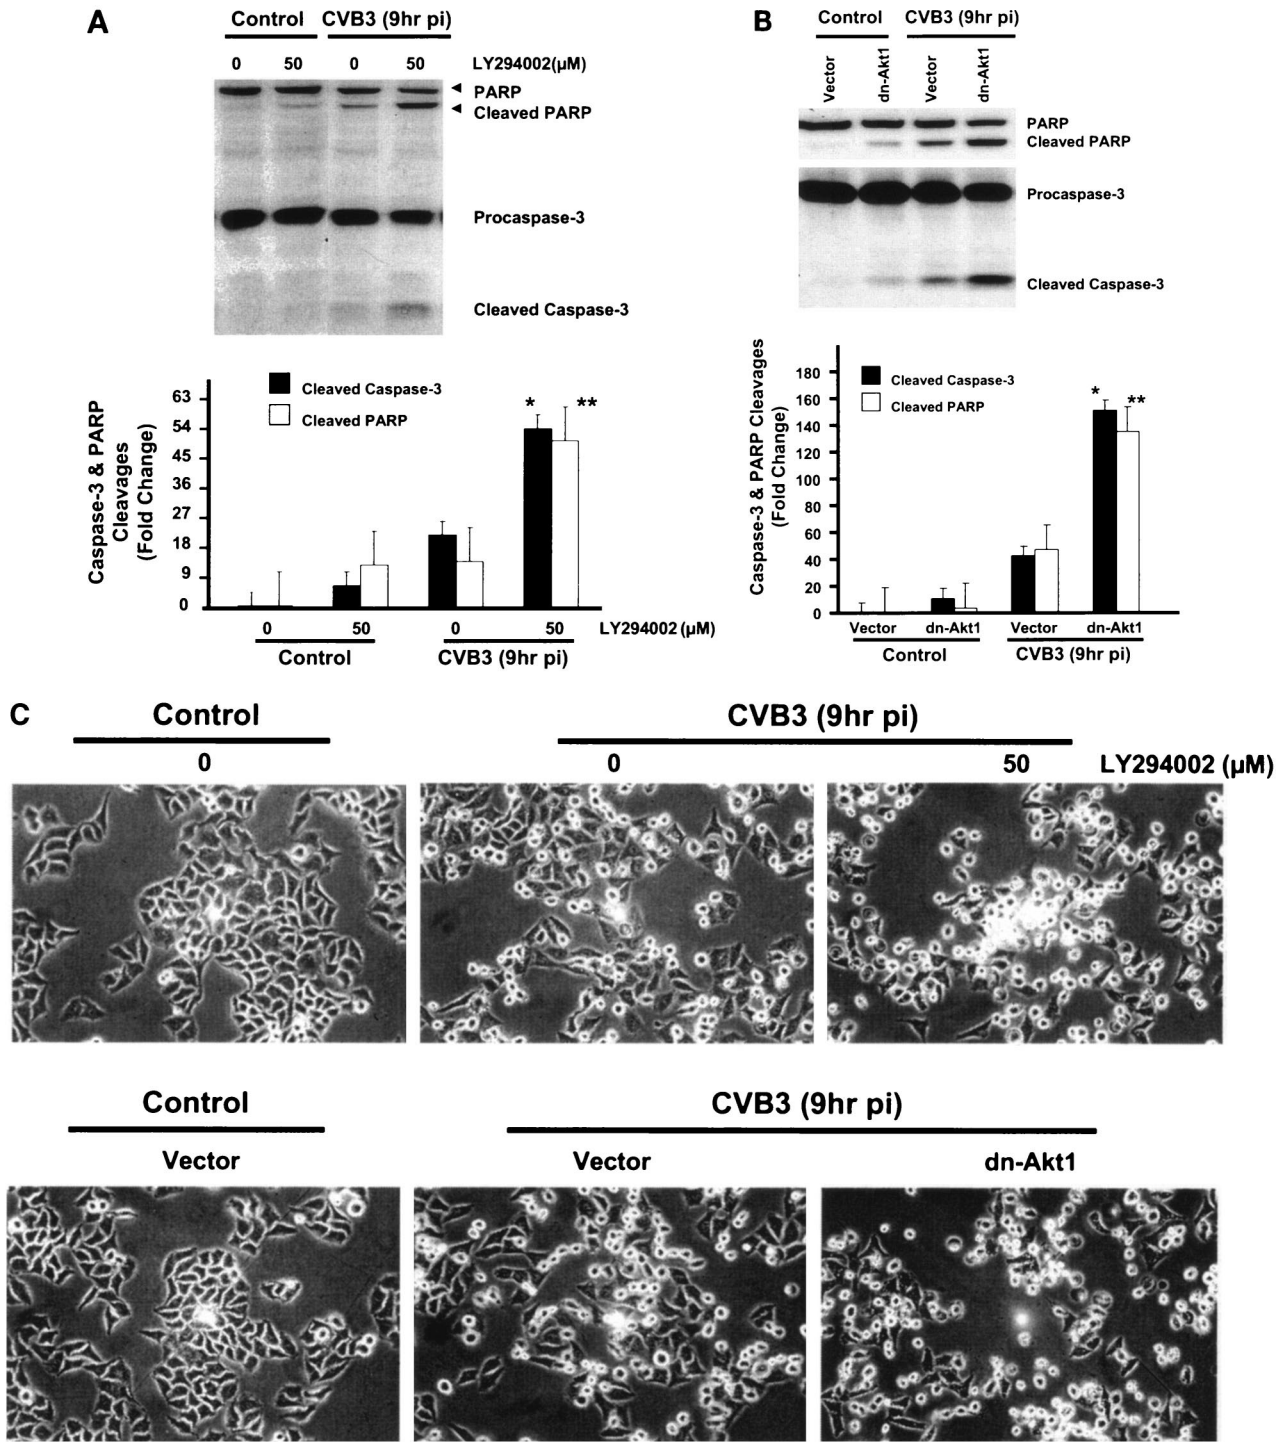 A
Control CVB3 (9hr pi)
0 50 0 50 LY294002(µM)
PARP
Cleaved PARP
Procaspase-3
Cleaved Caspase-3
Caspase-3 & PARP
Cleavages
(Fold Change)
63
54
45
36
27
18
9
0
Cleaved Caspase-3
Cleaved PARP
* **
0 50 0 50 LY294002 (µM)
Control CVB3 (9hr pi)
B
Control CVB3 (9hr pi)
Vector dn-Akt1 Vector dn-Akt1
PARP
Cleaved PARP
Procaspase-3
Cleaved Caspase-3
Caspase-3 & PARP Cleavages
(Fold Change)
180
160
140
120
100
80
60
40
20
0
Cleaved Caspase-3
Cleaved PARP
* **
Vector dn-Akt1 Vector dn-Akt1
Control CVB3 (9hr pi)
C
Control CVB3 (9hr pi)
0 0 50 LY294002 (µM)
Control CVB3 (9hr pi)
Vector Vector dn-Akt1